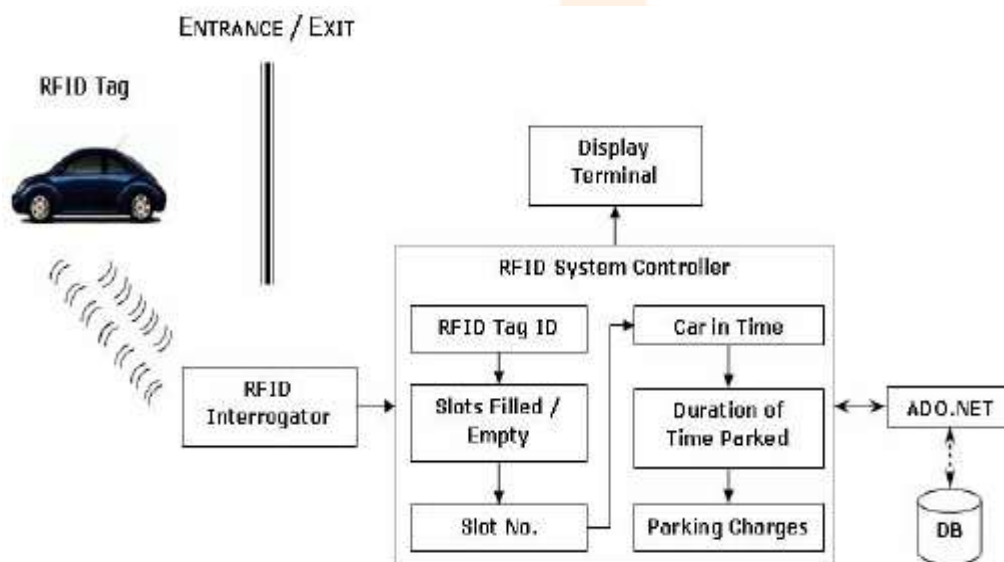 ENTRANCE / EXIT
RFID Tag
Display
Terminal
RFID System Controller
RFID Tag ID
Car in Time
RFID
Interrogator
Slots Filled /
Empty
Duration of
Time Parked
ADO.NET
Slot No.
Parking Charges
DB